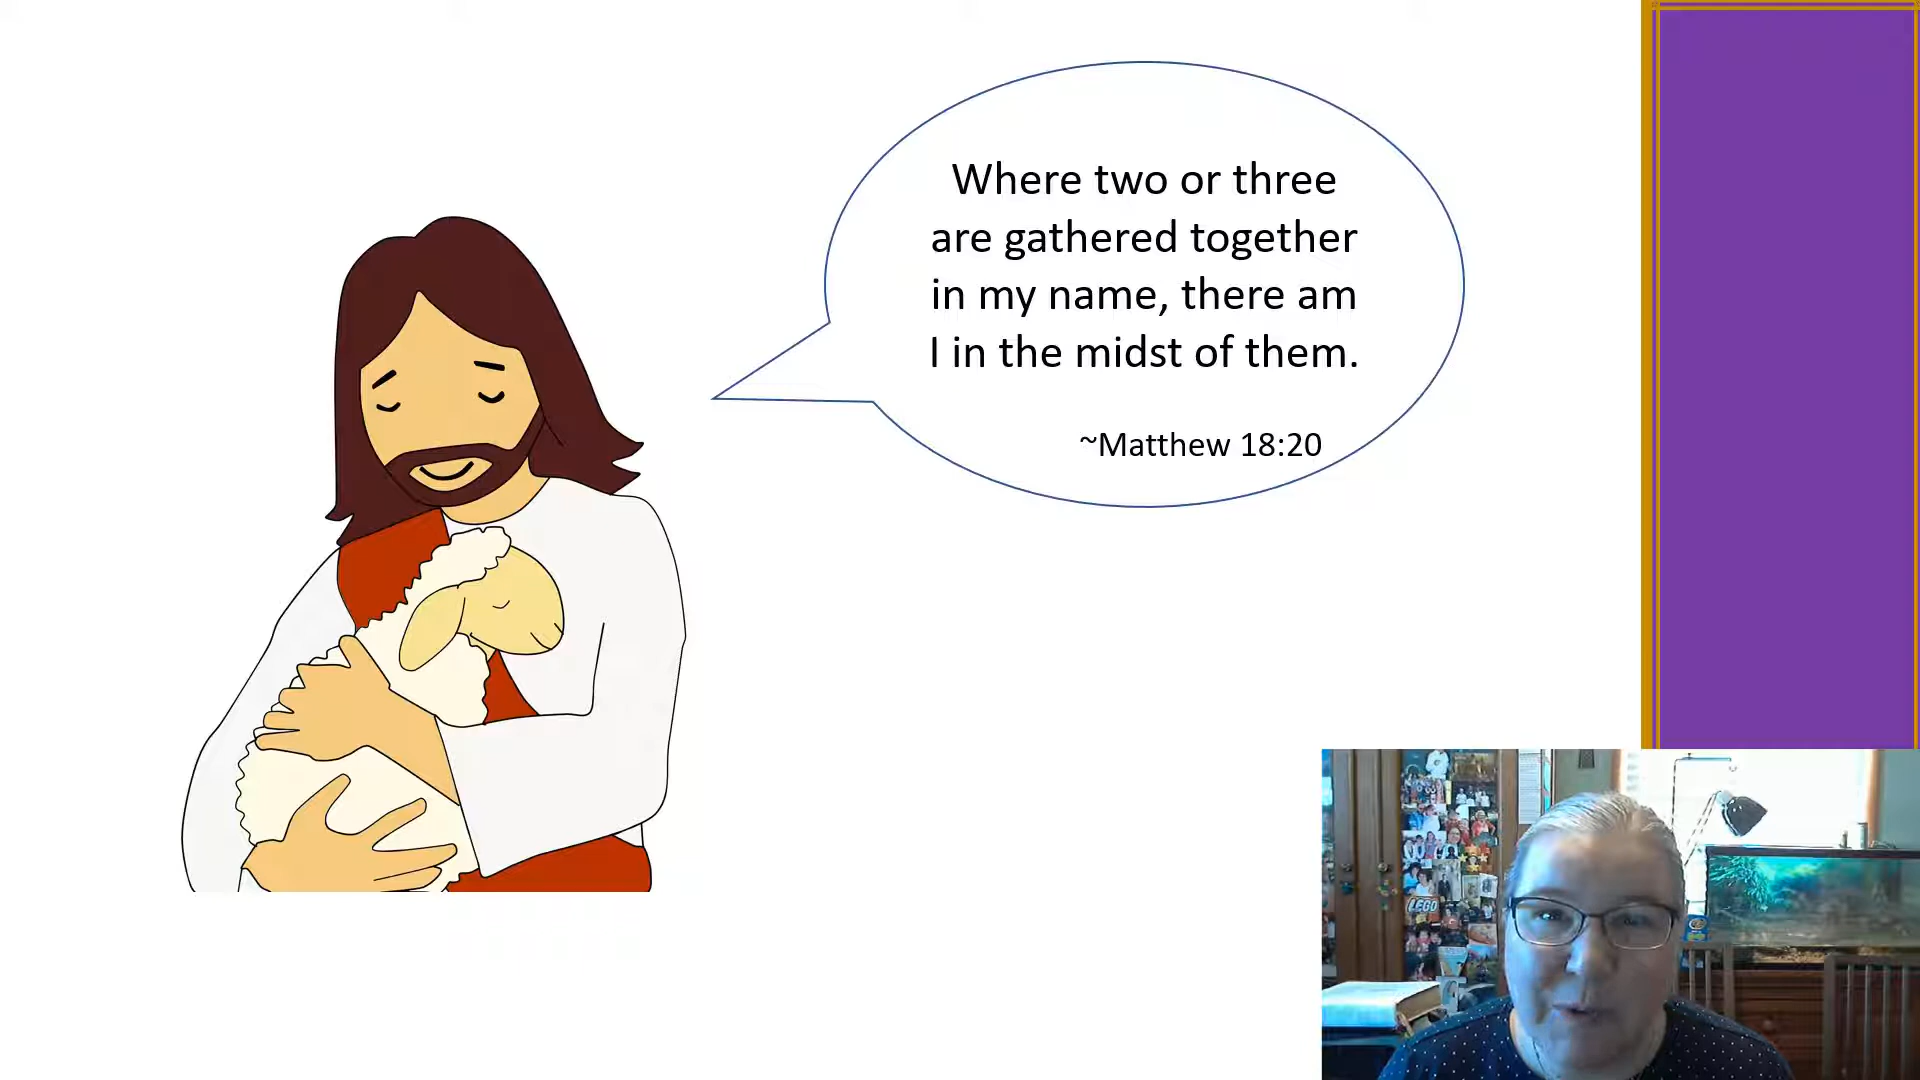 Where two or three
are gathered together
in my name, there am
I in the midst of them.
~Matthew 18:20
LEGO